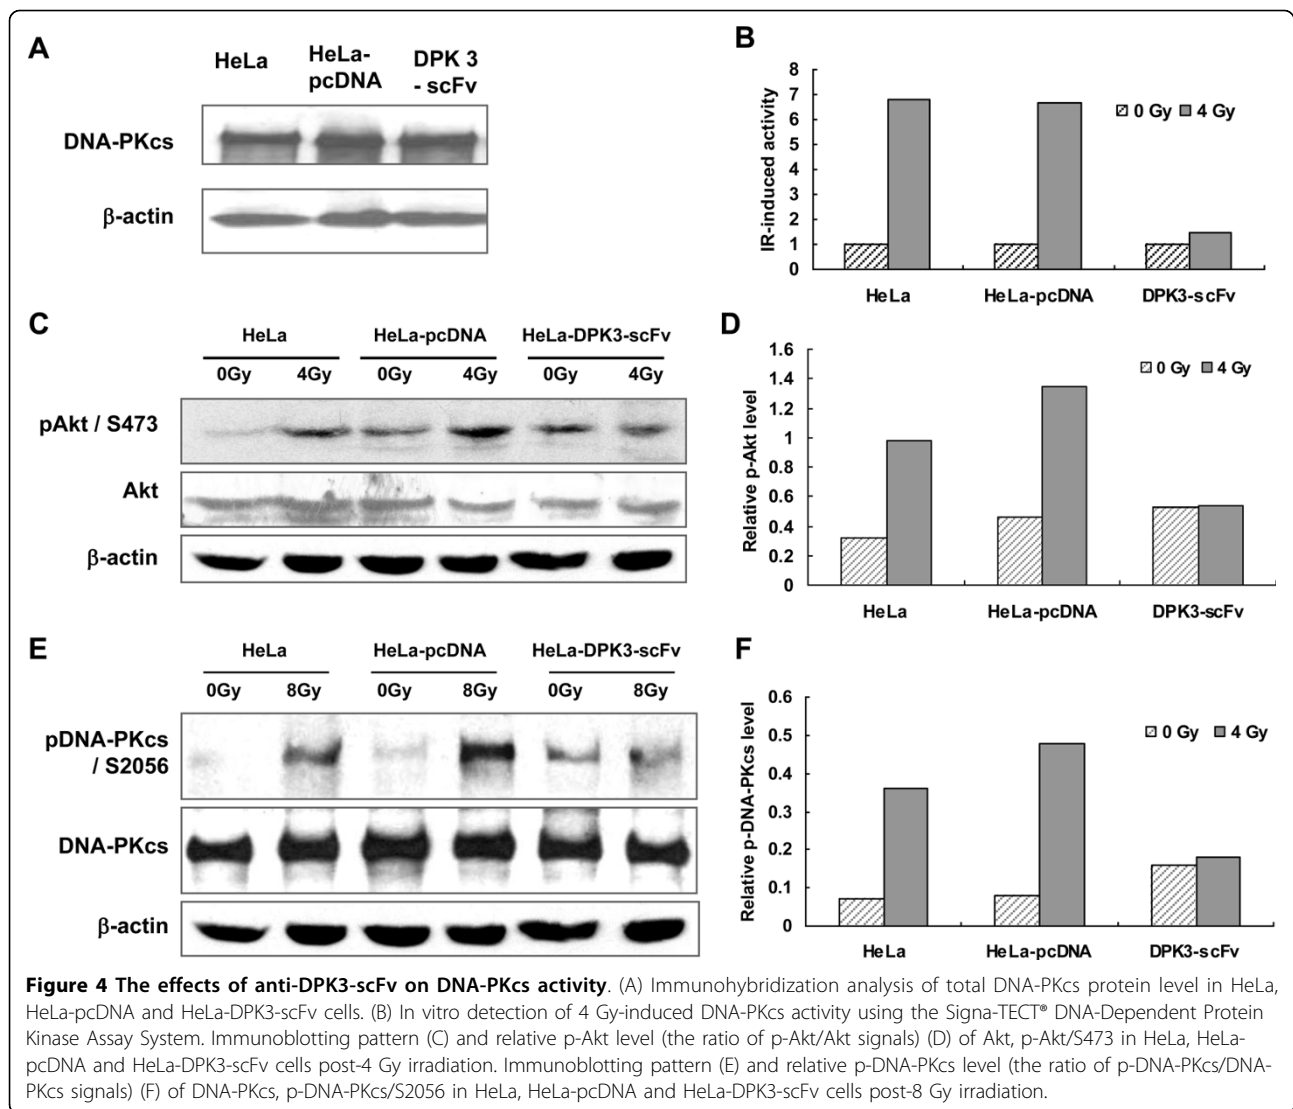 A
HeLa
HeLa-
pcDNA
DPK 3
- scFv
DNA-PKcs
β-actin
B
IR-induced activity
8
7
6
5
4
3
2
1
0
0 Gy
4 Gy
HeLa
HeLa-pcDNA
DPK3-scFv
C
HeLa
HeLa-pcDNA
HeLa-DPK3-scFv
0Gy
4Gy
0Gy
4Gy
0Gy
4Gy
pAkt / S473
Akt
β-actin
D
Relative p-Akt level
1.6
1.4
1.2
1
0.8
0.6
0.4
0.2
0
0 Gy
4 Gy
HeLa
HeLa-pcDNA
DPK3-scFv
E
HeLa
HeLa-pcDNA
HeLa-DPK3-scFv
0Gy
8Gy
0Gy
8Gy
0Gy
8Gy
pDNA-PKcs
/ S2056
DNA-PKcs
β-actin
F
Relative p-DNA-PKcs level
0.6
0.5
0.4
0.3
0.2
0.1
0
0 Gy
4 Gy
HeLa
HeLa-pcDNA
DPK3-scFv
Figure 4 The effects of anti-DPK3-scFv on DNA-PKcs activity. (A) Immunohybridization analysis of total DNA-PKcs protein level in HeLa,
HeLa-pcDNA and HeLa-DPK3-scFv cells. (B) In vitro detection of 4 Gy-induced DNA-PKcs activity using the Signa-TECT® DNA-Dependent Protein
Kinase Assay System. Immunoblotting pattern (C) and relative p-Akt level (the ratio of p-Akt/Akt signals) (D) of Akt, p-Akt/S473 in HeLa, HeLa-
pcDNA and HeLa-DPK3-scFv cells post-4 Gy irradiation. Immunoblotting pattern (E) and relative p-DNA-PKcs level (the ratio of p-DNA-PKcs/DNA-
PKcs signals) (F) of DNA-PKcs, p-DNA-PKcs/S2056 in HeLa, HeLa-pcDNA and HeLa-DPK3-scFv cells post-8 Gy irradiation.